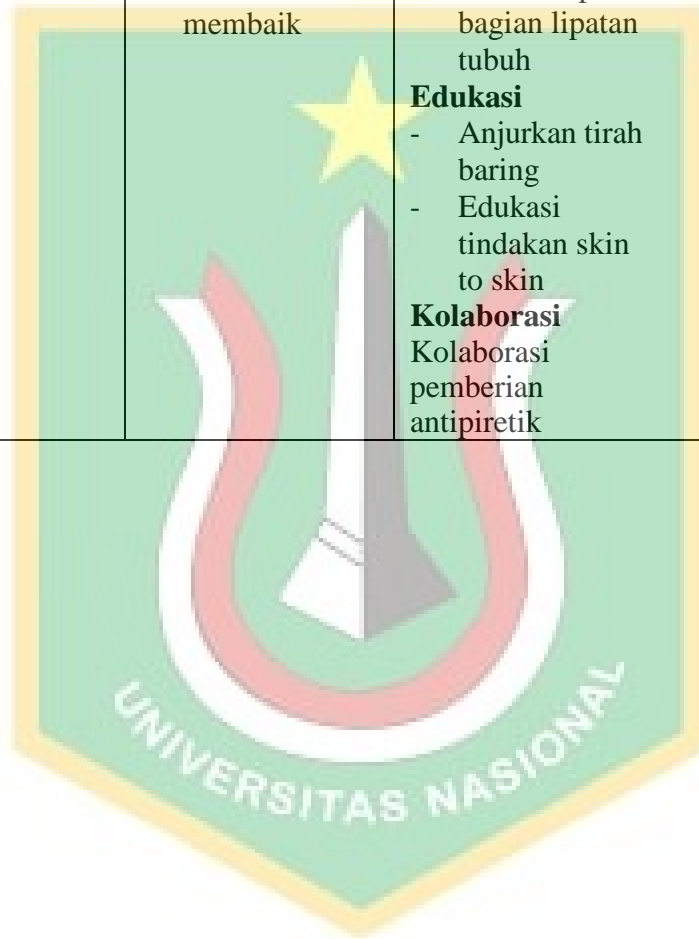 membaik
bagian lipatan
tubuh
Edukasi
- Anjurkan tirah
baring
- Edukasi
tindakan skin
to skin
Kolaborasi
Kolaborasi
pemberian
antipiretik
UNIVERSITAS NASIONAL